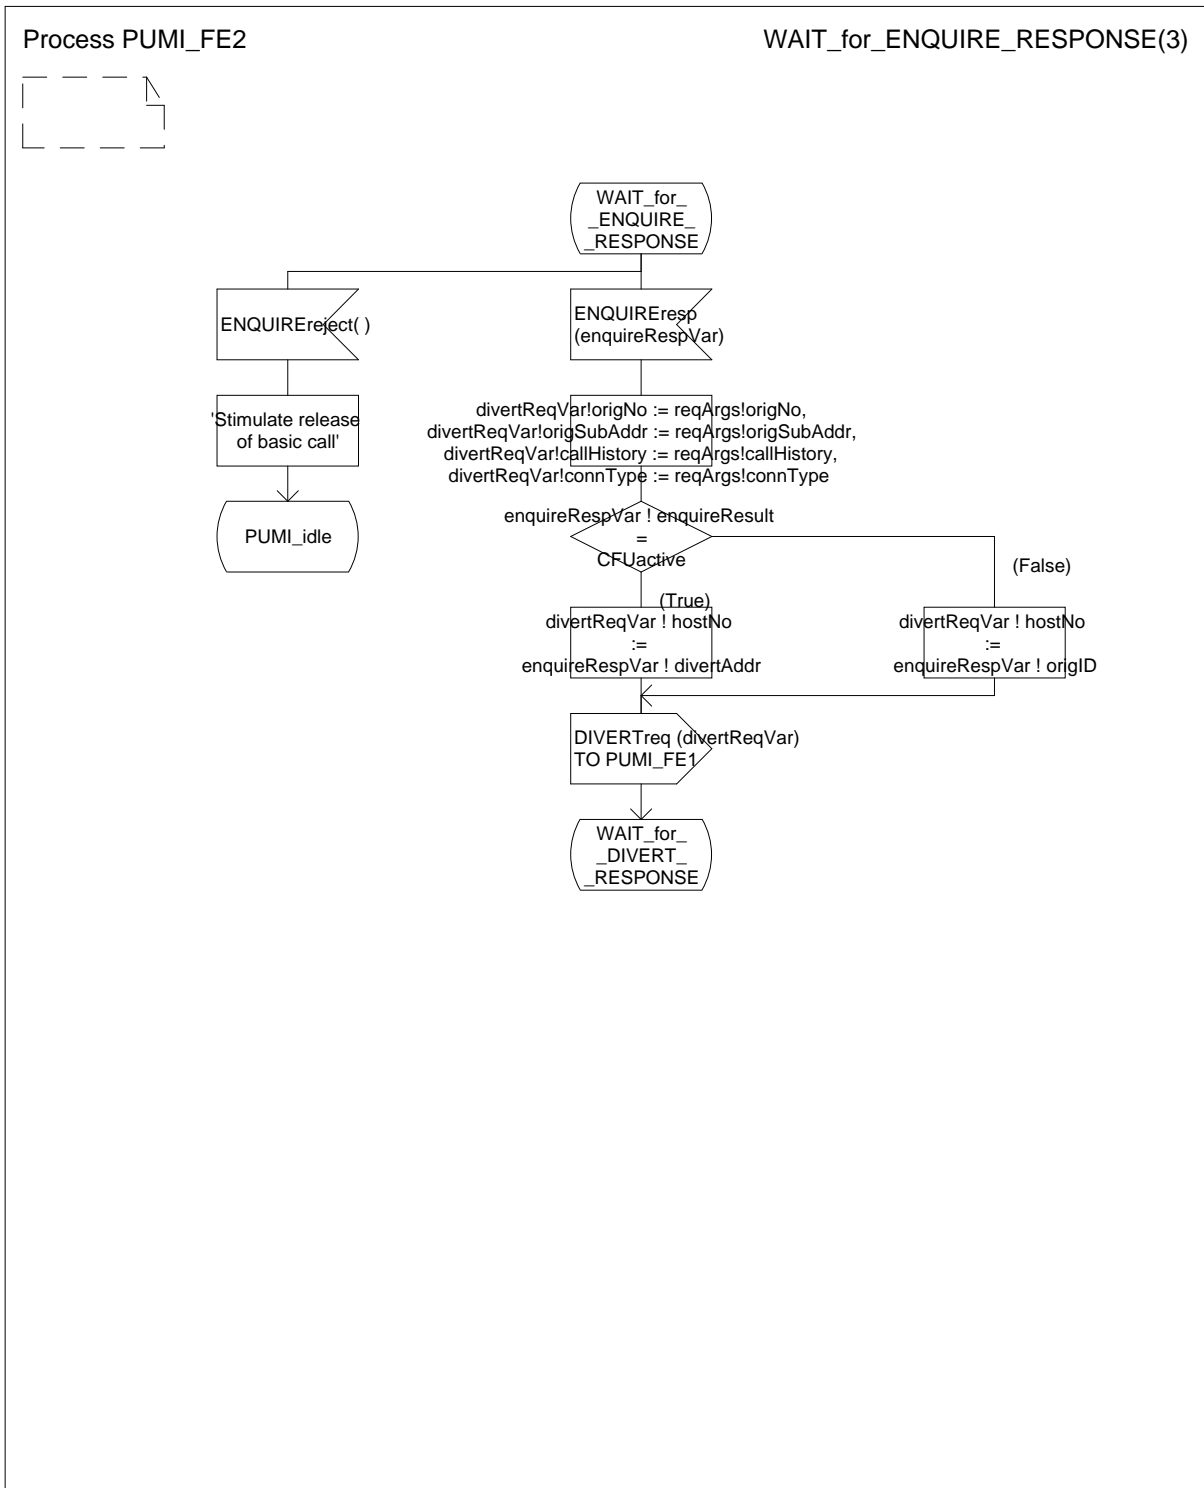 Process PUMI_FE2
WAIT_for_ENQUIRE_RESPONSE(3)
WAIT_for_
_ENQUIRE_
_RESPONSE
ENQUIREreject( )
ENQUIREresp
(enquireRespVar)
'Stimulate release
of basic call'
divertReqVar!origNo := reqArgs!origNo,
divertReqVar!origSubAddr := reqArgs!origSubAddr,
divertReqVar!callHistory := reqArgs!callHistory,
divertReqVar!connType := reqArgs!connType
PUMI_idle
enquireRespVar ! enquireResult
=
CFUactive
(True)
(False)
divertReqVar ! hostNo
:=
enquireRespVar ! divertAddr
divertReqVar ! hostNo
:=
enquireRespVar ! origID
DIVERTreq (divertReqVar)
TO PUMI_FE1
WAIT_for_
_DIVERT_
_RESPONSE